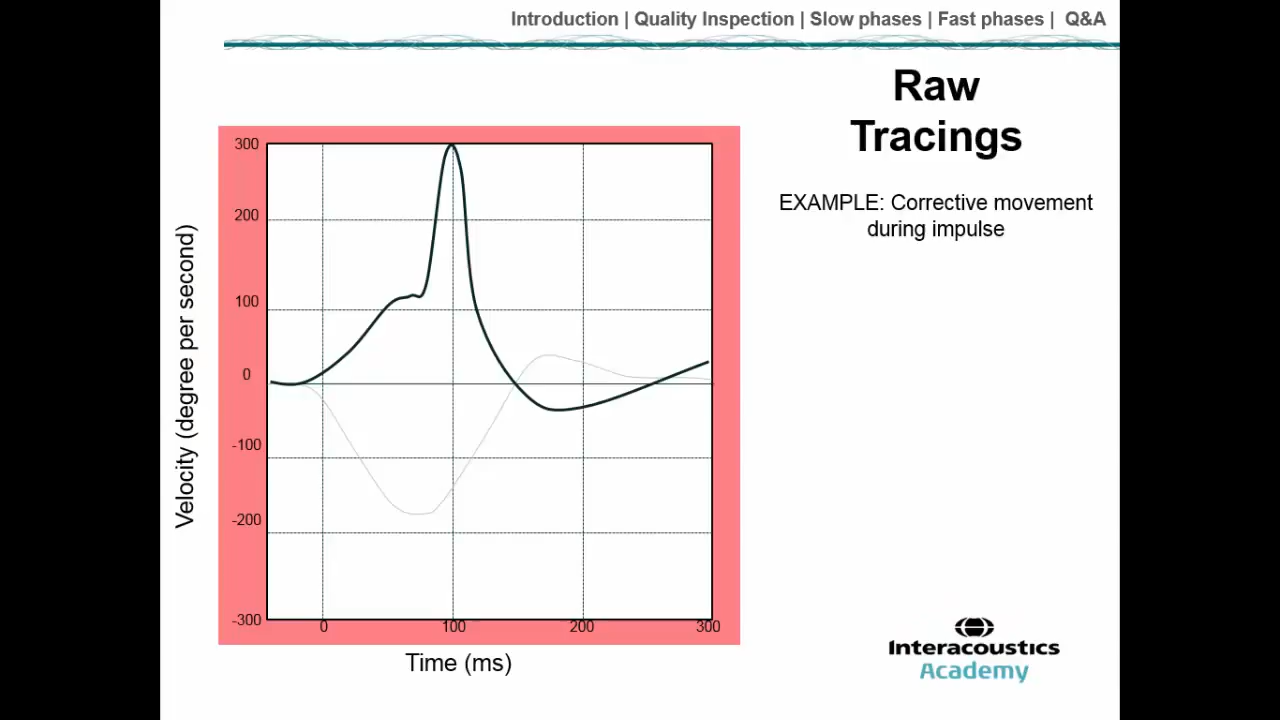 Introduction | Quality Inspection | Slow phases | Fast phases | Q&A
Raw
Tracings
EXAMPLE: Corrective movement
during impulse
Velocity (degree per second)
300
200
100
0
-100
-200
-300
0 100 200 300
Time (ms)
Interacoustics
Academy